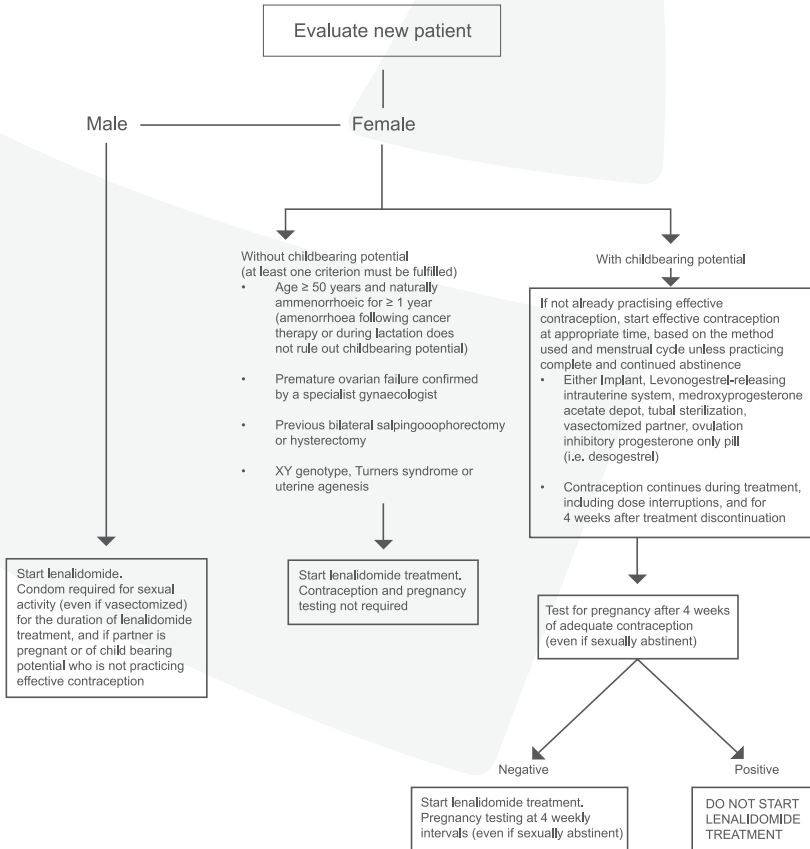 Evaluate new patient
Male
Female
Without childbearing potential
(at least one criterion must be fulfilled)
• Age ≥ 50 years and naturally
ammenorrhoeic for ≥ 1 year
(amenorrhoea following cancer
therapy or during lactation does
not rule out childbearing potential)
• Premature ovarian failure confirmed
by a specialist gynaecologist
• Previous bilateral salpingooophorectomy
or hysterectomy
• XY genotype, Turners syndrome or
uterine agenesis
With childbearing potential
If not already practising effective
contraception, start effective contraception
at appropriate time, based on the method
used and menstrual cycle unless practicing
complete and continued abstinence
• Either Implant, Levonogestrel-releasing
intrauterine system, medroxyprogesterone
acetate depot, tubal sterilization,
vasectomized partner, ovulation
inhibitory progesterone only pill
(i.e. desogestrel)
• Contraception continues during treatment,
including dose interruptions, and for
4 weeks after treatment discontinuation
Start lenalidomide.
Condom required for sexual
activity (even if vasectomized)
for the duration of lenalidomide
treatment, and if partner is
pregnant or of child bearing
potential who is not practicing
effective contraception
Start lenalidomide treatment.
Contraception and pregnancy
testing not required
Test for pregnancy after 4 weeks
of adequate contraception
(even if sexually abstinent)
Negative
Positive
Start lenalidomide treatment.
Pregnancy testing at 4 weekly
intervals (even if sexually abstinent)
DO NOT START
LENALIDOMIDE
TREATMENT